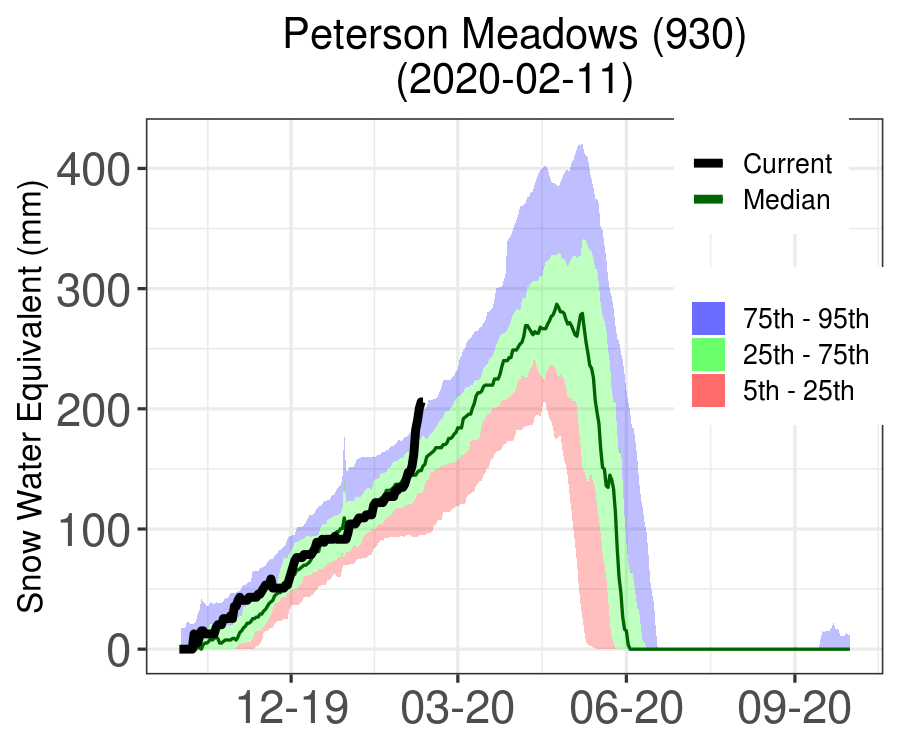 Peterson Meadows (930)
(2020-02-11)
Snow Water Equivalent (mm)
400
300
200
100
0
Current
Median
75th - 95th
25th - 75th
5th - 25th
12-19
03-20
06-20
09-20